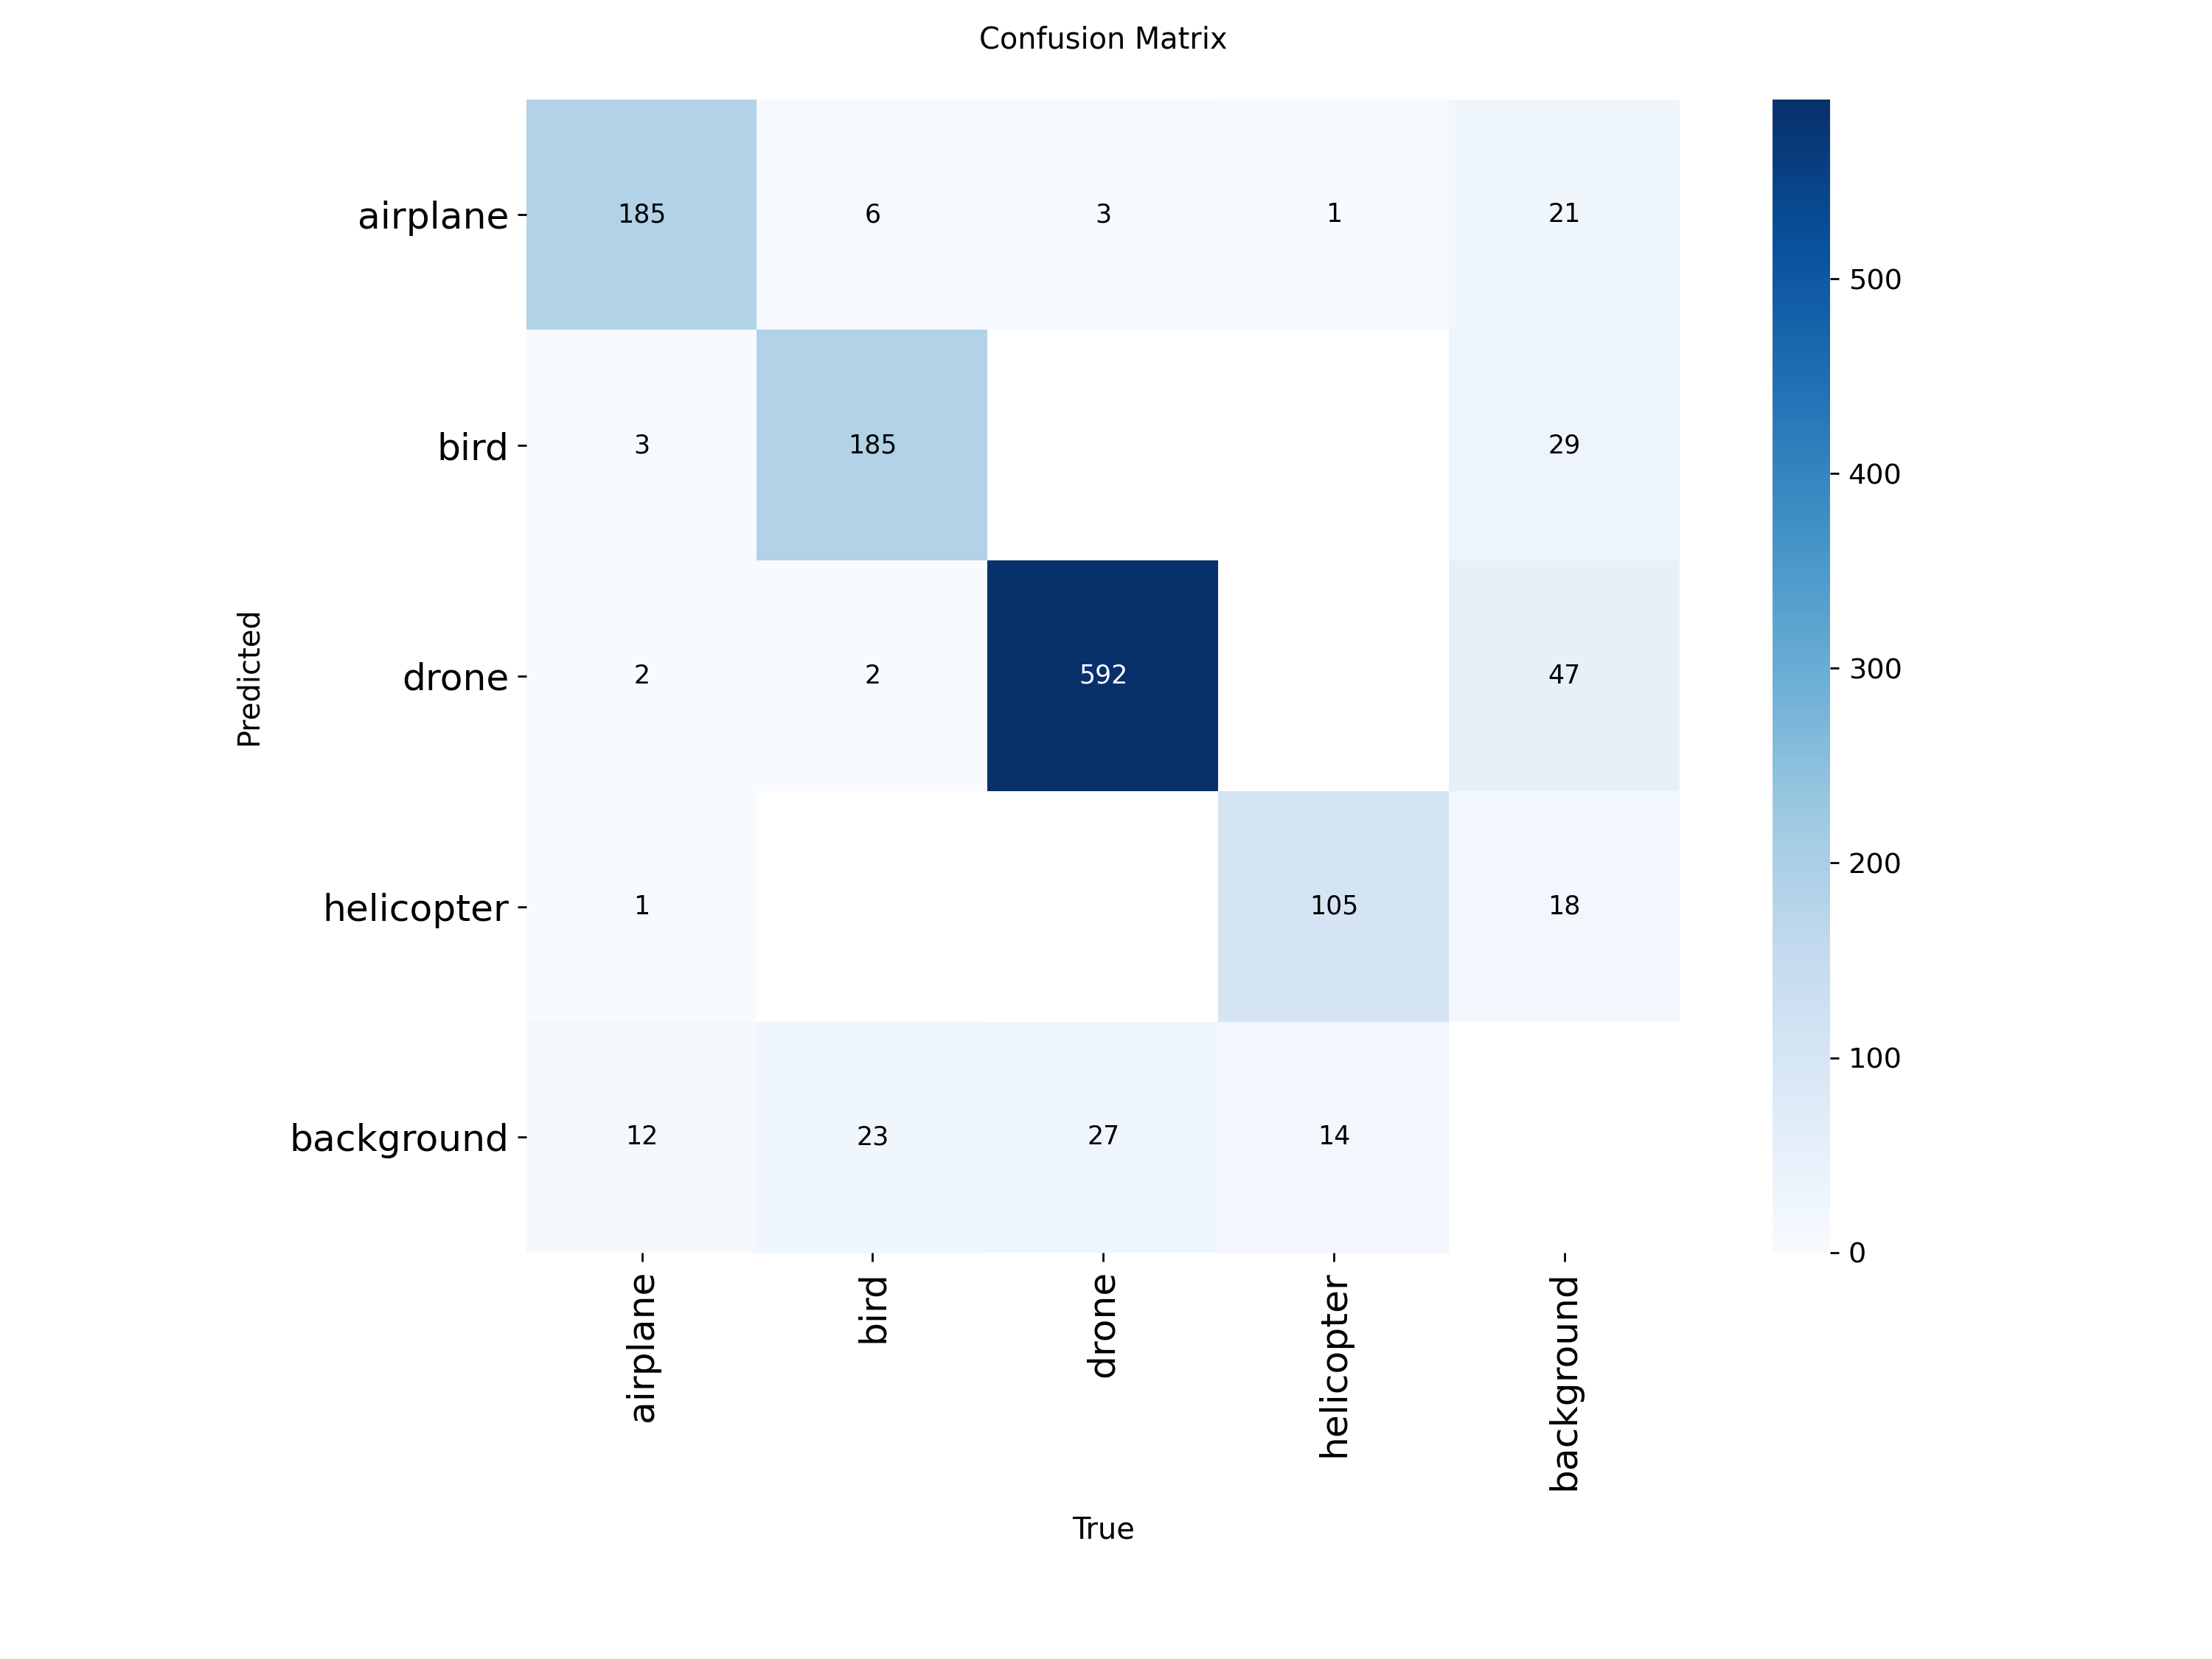 Confusion Matrix
airplane 185 6 3 1 21
bird 3 185 29
drone 2 2 592 47
helicopter 1 105 18
background 12 23 27 14
Predicted
airplane bird drone helicopter background
True
500
400
300
200
100
0